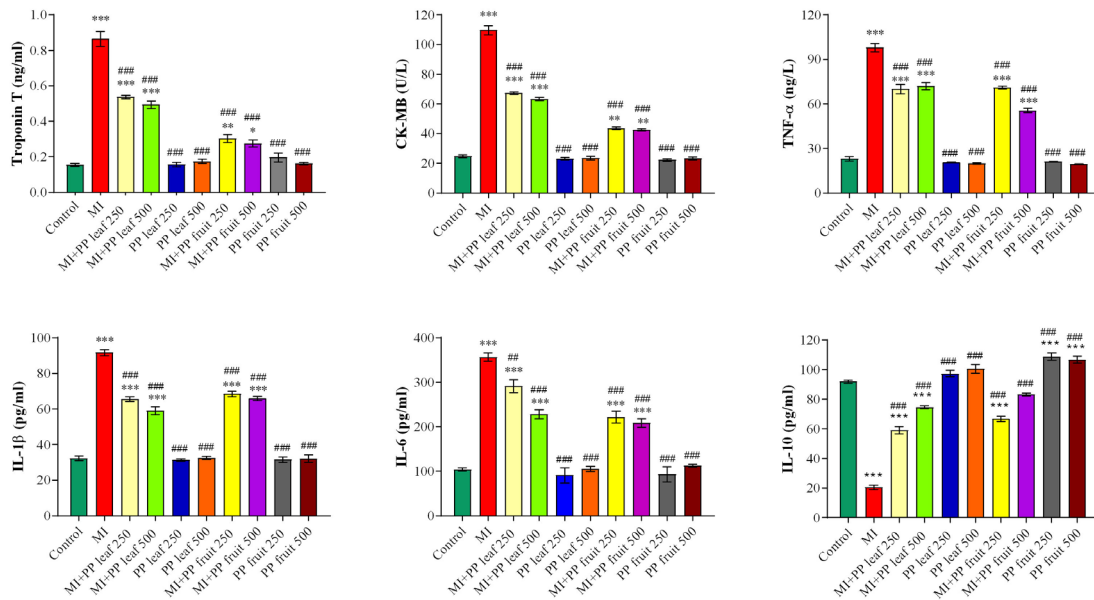 Troponin T (ng/ml)
1.0
0.8
0.6
0.4
0.2
0.0
***
###
***
###
***
###
###
###
**
###
*
###
###
Control
MI
MI+PP leaf 250
MI+PP leaf 500
PP leaf 250
PP leaf 500
MI+PP fruit 250
MI+PP fruit 500
PP fruit 250
PP fruit 500
CK-MB (U/L)
120
100
80
60
40
20
0
***
###
***
###
***
###
###
###
**
###
**
###
###
Control
MI
MI+PP leaf 250
MI+PP leaf 500
PP leaf 250
PP leaf 500
MI+PP fruit 250
MI+PP fruit 500
PP fruit 250
PP fruit 500
TNF-α (ng/L)
120
90
60
30
0
***
###
***
###
***
###
###
###
***
###
***
###
###
Control
MI
MI+PP leaf 250
MI+PP leaf 500
PP leaf 250
PP leaf 500
MI+PP fruit 250
MI+PP fruit 500
PP fruit 250
PP fruit 500
IL-1β (pg/ml)
100
80
60
40
20
0
***
###
***
###
***
###
###
###
***
###
***
###
###
Control
MI
MI+PP leaf 250
MI+PP leaf 500
PP leaf 250
PP leaf 500
MI+PP fruit 250
MI+PP fruit 500
PP fruit 250
PP fruit 500
IL-6 (pg/ml)
400
300
200
100
0
***
##
***
###
***
###
###
###
***
###
***
###
###
Control
MI
MI+PP leaf 250
MI+PP leaf 500
PP leaf 250
PP leaf 500
MI+PP fruit 250
MI+PP fruit 500
PP fruit 250
PP fruit 500
IL-10 (pg/ml)
120
100
80
60
40
20
0
***
###
***
###
***
###
###
###
***
###
###
***
###
***
Control
MI
MI+PP leaf 250
MI+PP leaf 500
PP leaf 250
PP leaf 500
MI+PP fruit 250
MI+PP fruit 500
PP fruit 250
PP fruit 500